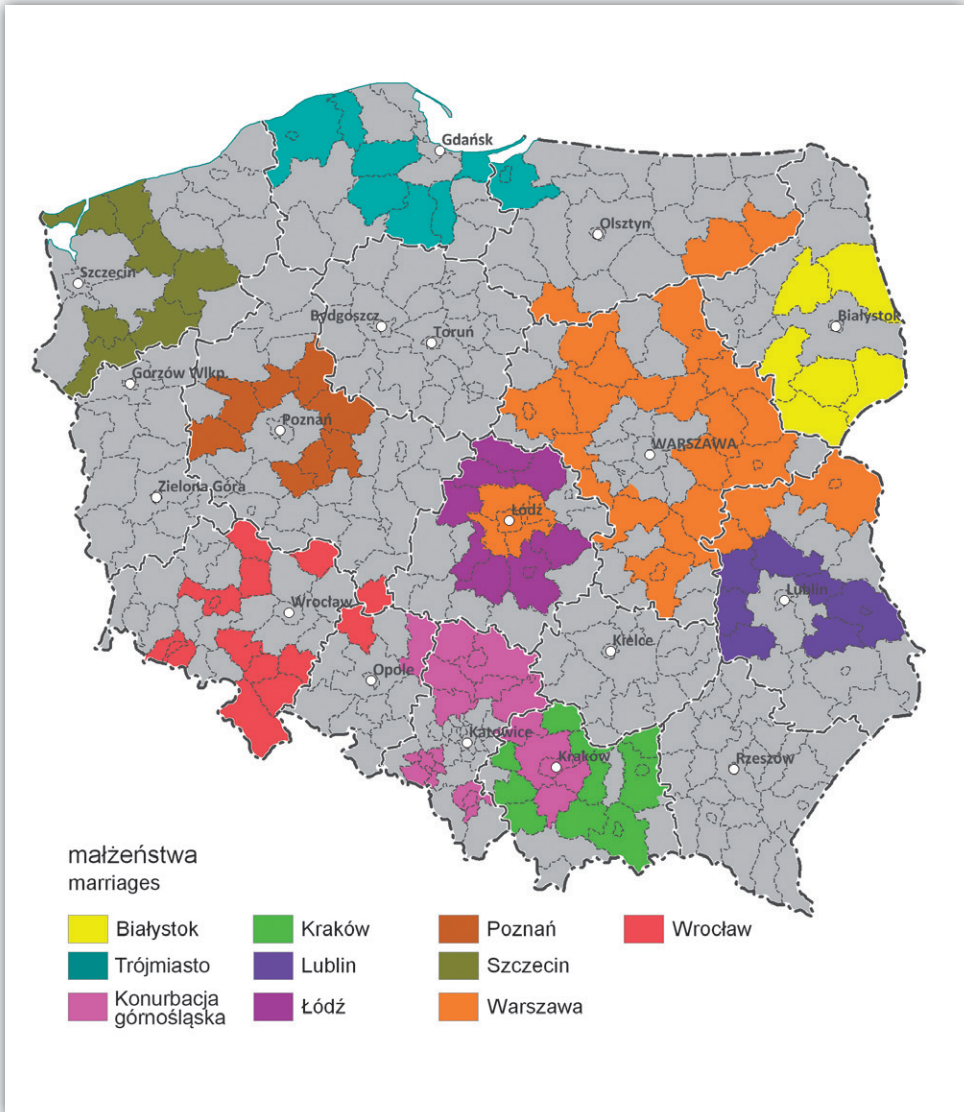 Gdańsk
Olsztyn
Szczecin
Białystok
Bydgoszcz
Toruń
Gorzów Wlkp.
Poznań
WARSZAWA
Zielona Góra
Łódź
Lublin
Wrocław
Kielce
Opole
Katowice
Kraków
Rzeszów
małżeństwa
marriages
Białystok
Kraków
Poznań
Wrocław
Trójmiasto
Lublin
Szczecin
Konurbacja
górnośląska
Łódź
Warszawa